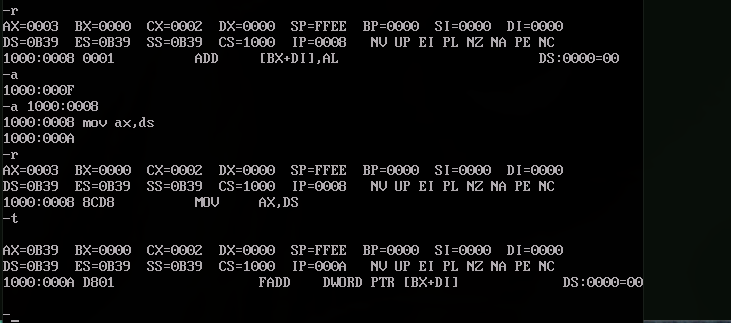 -r
AX=0003  BX=0000  CX=0002  DX=0000  SP=FFEE  BP=0000  SI=0000  DI=0000
DS=0B39  ES=0B39  SS=0B39  CS=1000  IP=0008   NV UP EI PL NZ NA PE NC
1000:0008 0001          ADD     [BX+DI],AL                         DS:0000=00
-a
1000:000F
-a 1000:0008
1000:0008 mov ax,ds
1000:000A
-r
AX=0003  BX=0000  CX=0002  DX=0000  SP=FFEE  BP=0000  SI=0000  DI=0000
DS=0B39  ES=0B39  SS=0B39  CS=1000  IP=0008   NV UP EI PL NZ NA PE NC
1000:0008 8CD8          MOV     AX,DS
-t
AX=0B39  BX=0000  CX=0002  DX=0000  SP=FFEE  BP=0000  SI=0000  DI=0000
DS=0B39  ES=0B39  SS=0B39  CS=1000  IP=000A   NV UP EI PL NZ NA PE NC
1000:000A D801                  FADD    DWORD PTR [BX+DI]             DS:0000=00
-_